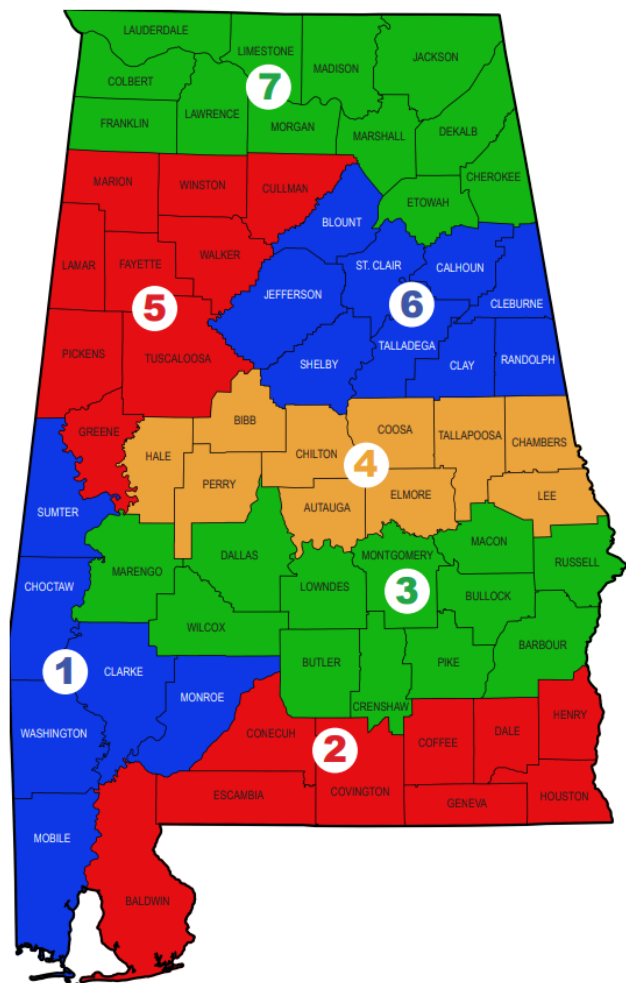 LAUDERDALE
LIMESTONE
MADISON
JACKSON
COLBERT
7
LAWRENCE
FRANKLIN
MORGAN
MARSHALL
DEKALB
CHEROKEE
ETOWAH
MARION
WINSTON
CULLMAN
BLOUNT
LAMAR
FAYETTE
WALKER
ST. CLAIR
CALHOUN
JEFFERSON
6
CLEBURNE
5
PICKENS
TUSCALOOSA
SHELBY
TALLADEGA
CLAY
RANDOLPH
GREENE
BIBB
COOSA
TALLAPOOSA
CHAMBERS
HALE
CHILTON
4
PERRY
AUTAUGA
ELMORE
LEE
SUMTER
DALLAS
MONTGOMERY
MACON
RUSSELL
CHOCTAW
MARENGO
LOWNDES
3
BULLOCK
WILCOX
BUTLER
PIKE
BARBOUR
1
CLARKE
MONROE
CRENSHAW
WASHINGTON
CONECUH
2
COFFEE
DALE
HENRY
ESCAMBIA
COVINGTON
GENEVA
HOUSTON
MOBILE
BALDWIN